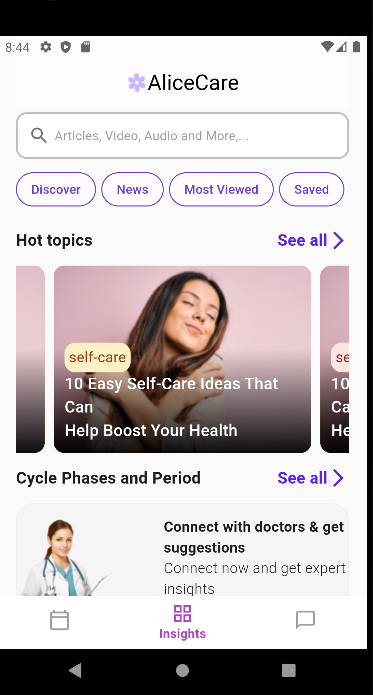 8:44
AliceCare
Articles, Video, Audio and More,...
Discover
News
Most Viewed
Saved
Hot topics
See all
self-care
se
10 Easy Self-Care Ideas That
Can
Help Boost Your Health
10
Ca
He
Cycle Phases and Period
See all
Connect with doctors & get
suggestions
Connect now and get expert
insights
Insights